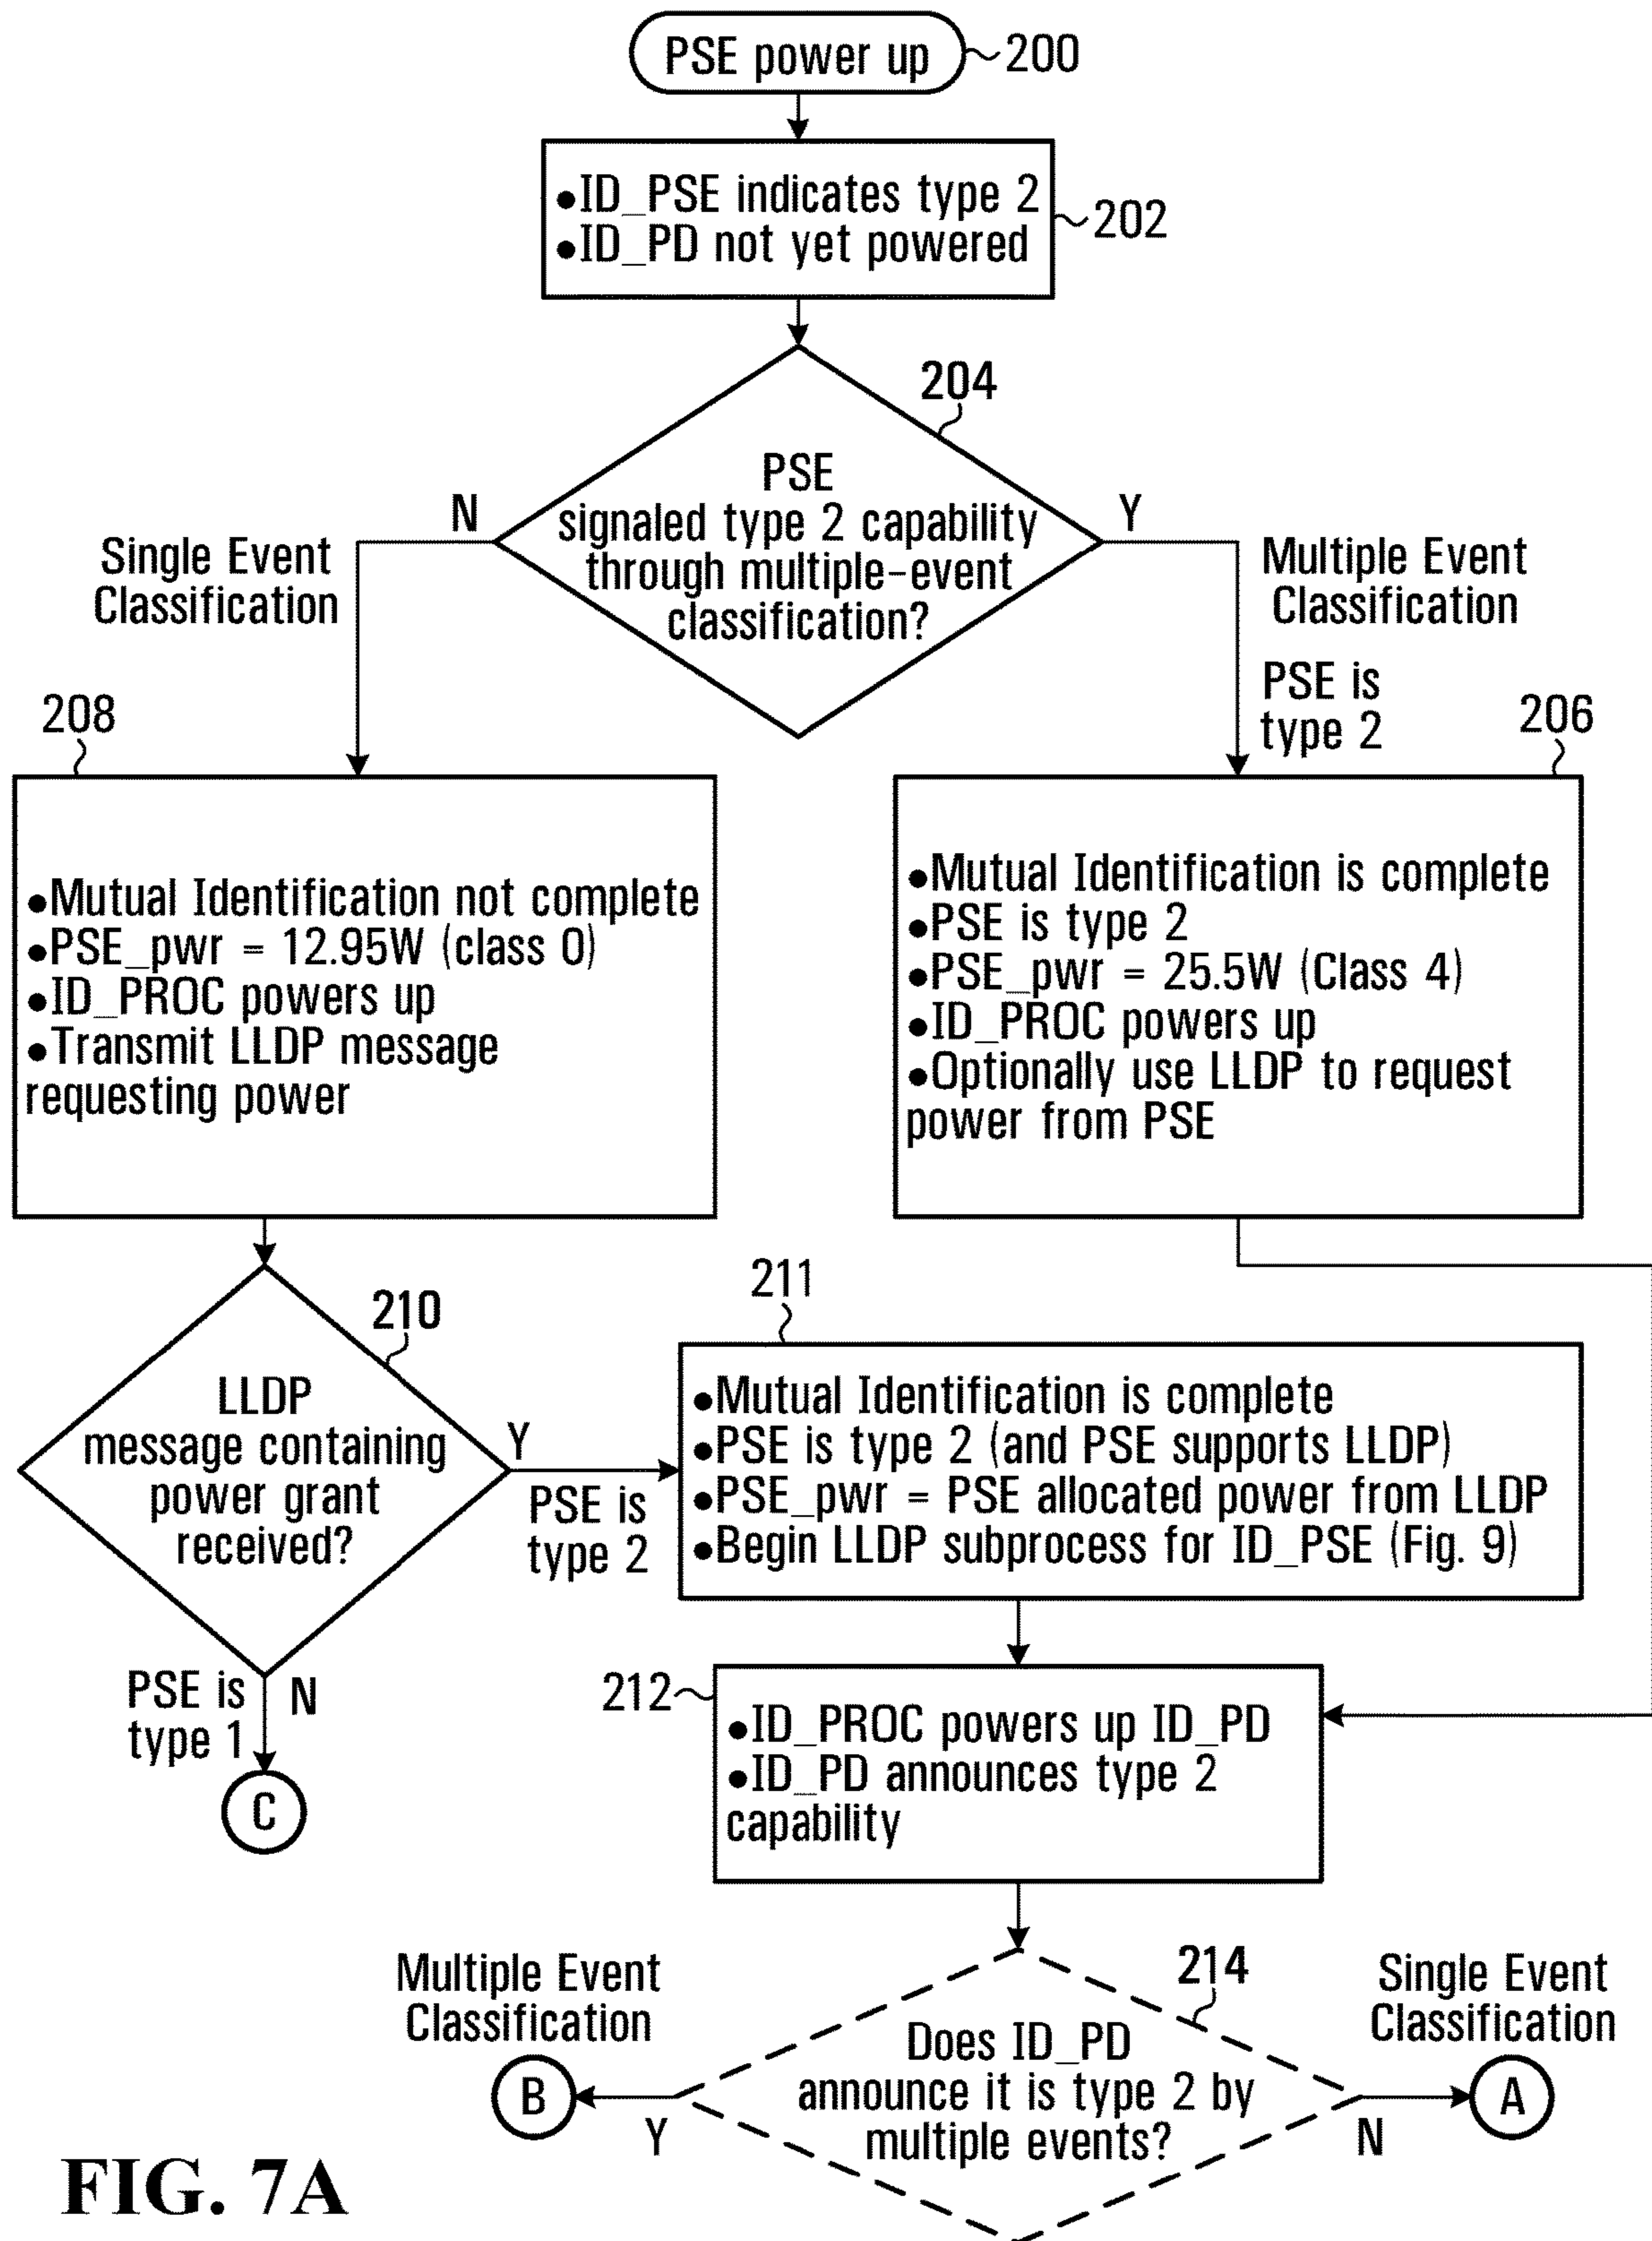 PSE power up
200
•ID_PSE indicates type 2
•ID_PD not yet powered
202
204
PSE
signaled type 2 capability
through multiple-event
classification?
N
Single Event
Classification
Y
Multiple Event
Classification
PSE is
type 2
208
•Mutual Identification not complete
•PSE_pwr = 12.95W (class 0)
•ID_PROC powers up
•Transmit LLDP message
requesting power
206
•Mutual Identification is complete
•PSE is type 2
•PSE_pwr = 25.5W (Class 4)
•ID_PROC powers up
•Optionally use LLDP to request
power from PSE
210
LLDP
message containing
power grant
received?
Y
PSE is
type 2
211
•Mutual Identification is complete
•PSE is type 2 (and PSE supports LLDP)
•PSE_pwr = PSE allocated power from LLDP
•Begin LLDP subprocess for ID_PSE (Fig. 9)
PSE is
type 1
N
C
212
•ID_PROC powers up ID_PD
•ID_PD announces type 2
capability
214
Does ID_PD
announce it is type 2 by
multiple events?
Multiple Event
Classification
B
Y
Single Event
Classification
A
N
FIG. 7A